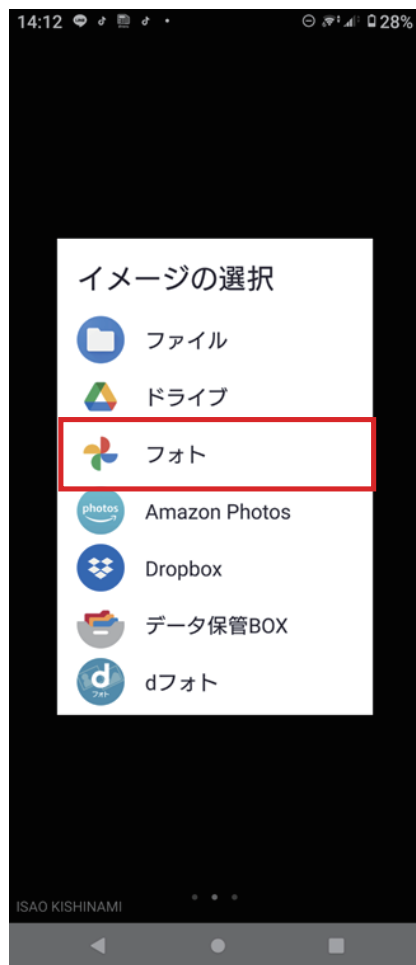 14:12
28%
イメージの選択
ファイル
ドライブ
フォト
photos
Amazon Photos
Dropbox
データ保管BOX
d
フォト
dフォト
ISAO KISHINAMI